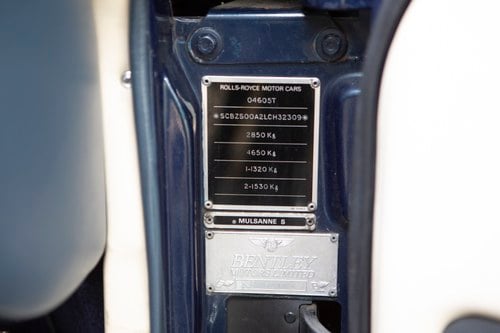 ROLLS-ROYCE MOTOR CARS
04605T
*SCBZS00A2LCH32309*
2850 Kg
4650 Kg
1-1320 Kg
2-1530 Kg
* MULSANNE S
BENTLEY
MOTORS LIMITED